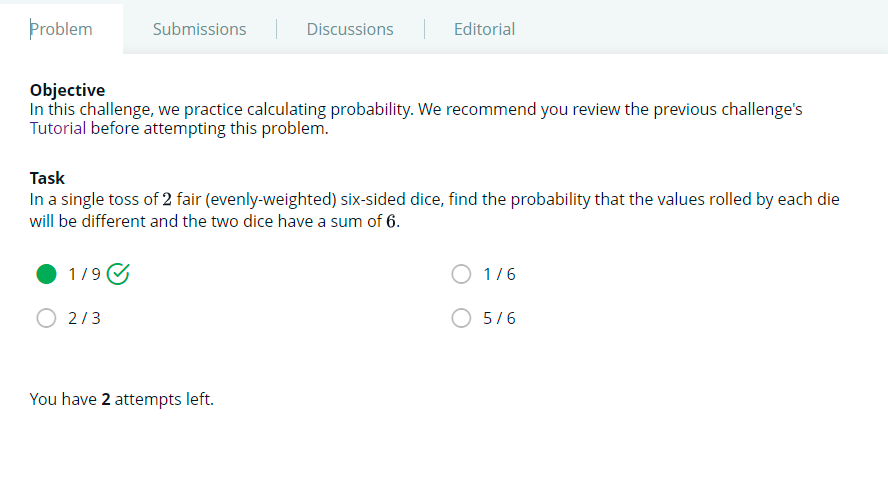 Problem
Submissions
Discussions
Editorial
Objective
In this challenge, we practice calculating probability. We recommend you review the previous challenge's
Tutorial before attempting this problem.
Task
In a single toss of 2 fair (evenly-weighted) six-sided dice, find the probability that the values rolled by each die
will be different and the two dice have a sum of 6.
1 / 9
1 / 6
2 / 3
5 / 6
You have 2 attempts left.